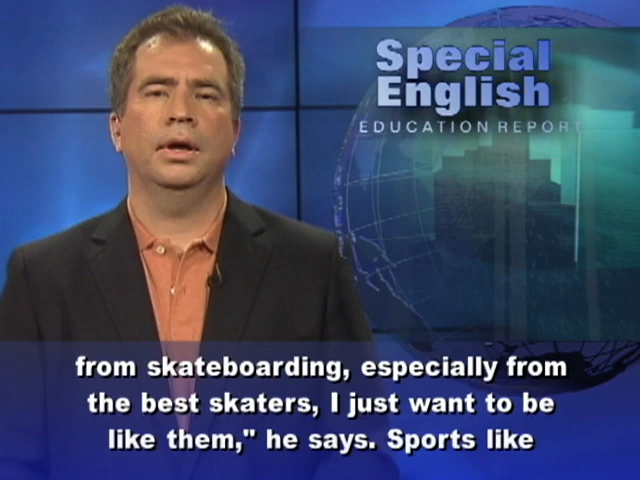 Special
English
EDUCATION REPORT
from skateboarding, especially from
the best skaters, I just want to be
like them," he says. Sports like